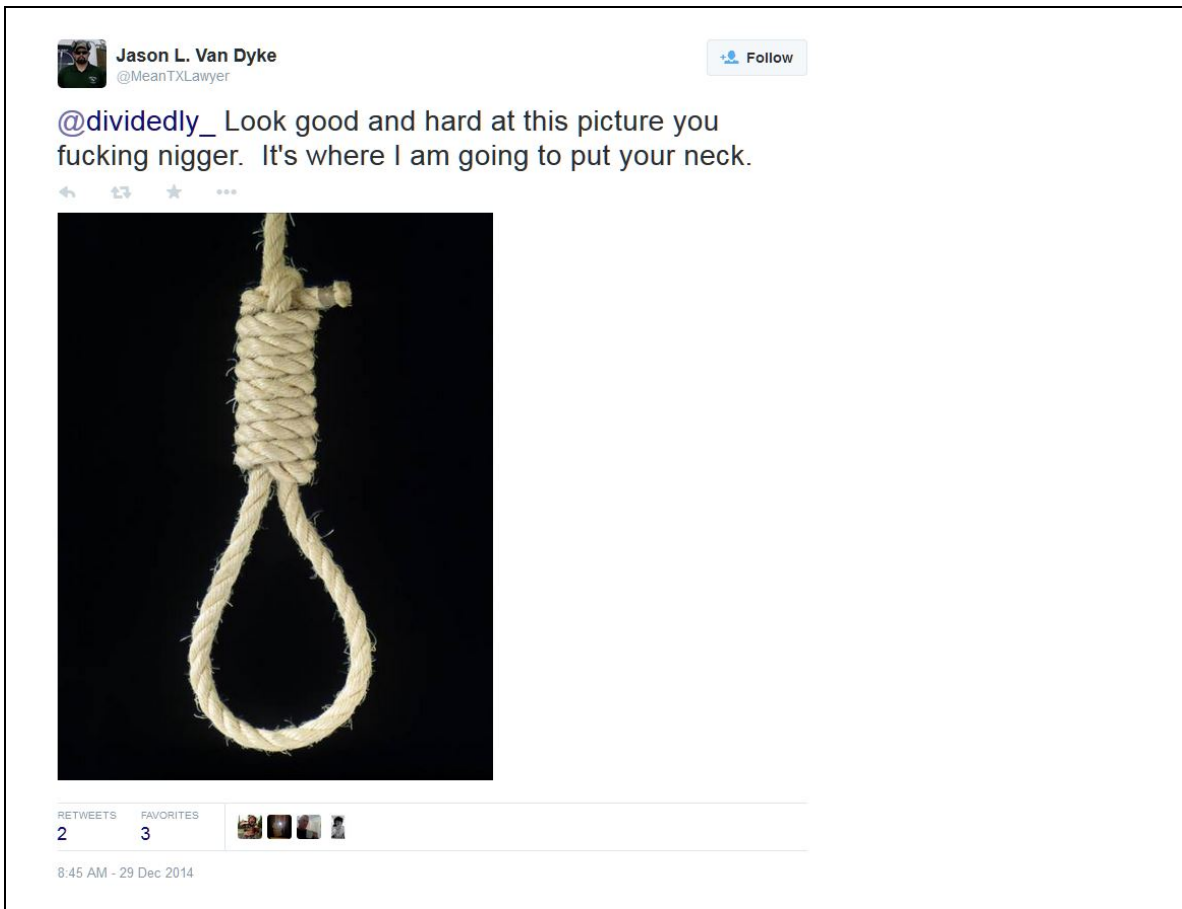 Jason L. Van Dyke
@MeanTXLawyer
Follow
@dividedly_ Look good and hard at this picture you
fucking nigger.  It's where I am going to put your neck.
RETWEETS FAVORITES
2 3
8:45 AM - 29 Dec 2014